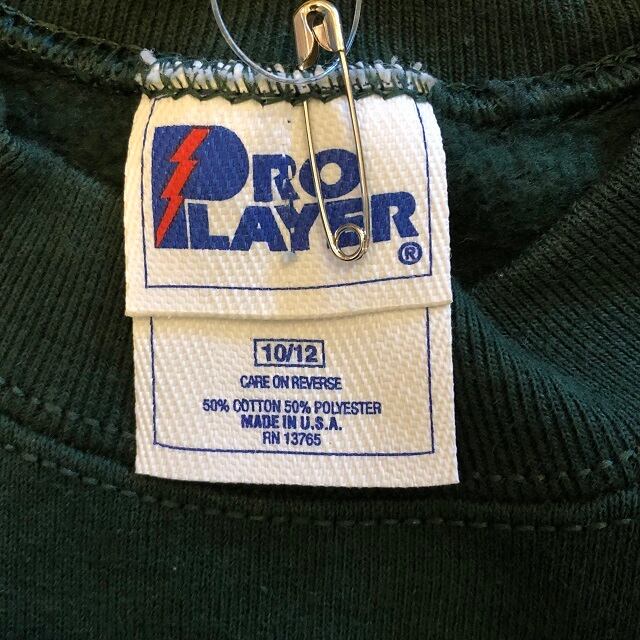 PRO
PLAYER®
10/12
CARE ON REVERSE
50% COTTON 50% POLYESTER
MADE IN U.S.A.
RN 13765